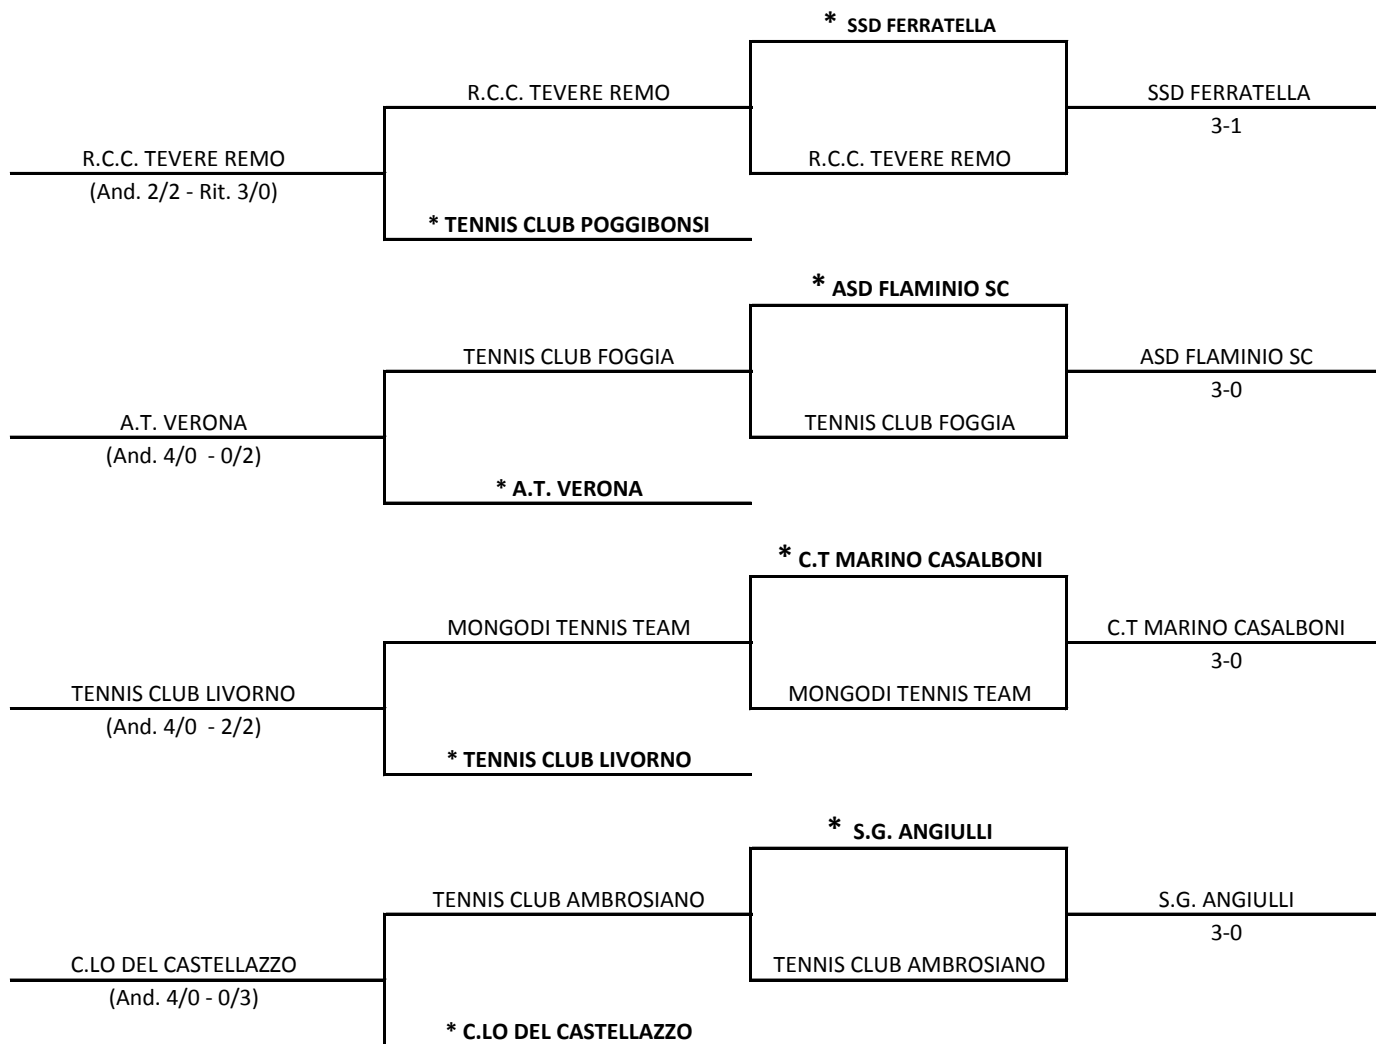 * SSD FERRATELLA
R.C.C. TEVERE REMO
SSD FERRATELLA
3-1
R.C.C. TEVERE REMO
R.C.C. TEVERE REMO
(And. 2/2 - Rit. 3/0)
* TENNIS CLUB POGGIBONSI
* ASD FLAMINIO SC
TENNIS CLUB FOGGIA
ASD FLAMINIO SC
3-0
A.T. VERONA
TENNIS CLUB FOGGIA
(And. 4/0 - 0/2)
* A.T. VERONA
* C.T MARINO CASALBONI
MONGODI TENNIS TEAM
C.T MARINO CASALBONI
3-0
TENNIS CLUB LIVORNO
MONGODI TENNIS TEAM
(And. 4/0 - 2/2)
* TENNIS CLUB LIVORNO
* S.G. ANGIULLI
TENNIS CLUB AMBROSIANO
S.G. ANGIULLI
3-0
C.LO DEL CASTELLAZZO
TENNIS CLUB AMBROSIANO
(And. 4/0 - 0/3)
* C.LO DEL CASTELLAZZO